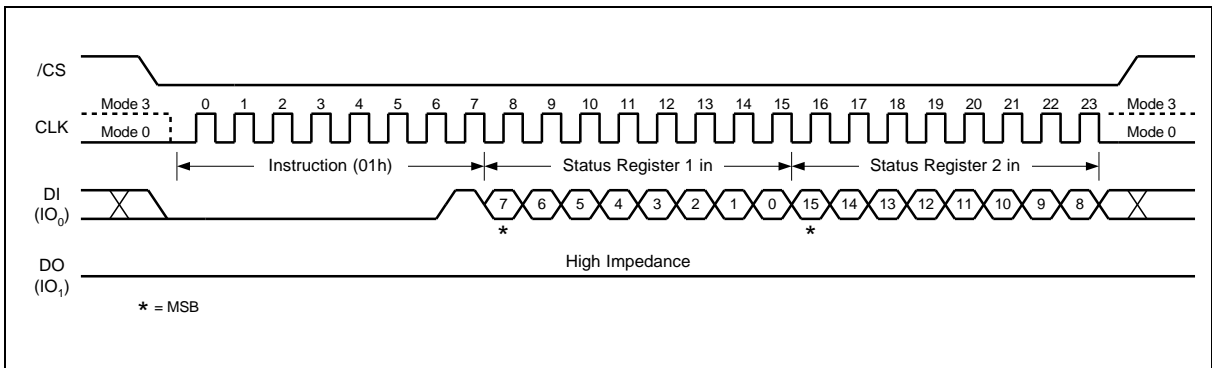 /CS
Mode 3 0 1 2 3 4 5 6 7 8 9 10 11 12 13 14 15 16 17 18 19 20 21 22 23 Mode 3
CLK
Mode 0 Mode 0
Instruction (01h) Status Register 1 in Status Register 2 in
DI
(IO0) 7 6 5 4 3 2 1 0 15 14 13 12 11 10 9 8
* *
DO High Impedance
(IO1)
* = MSB